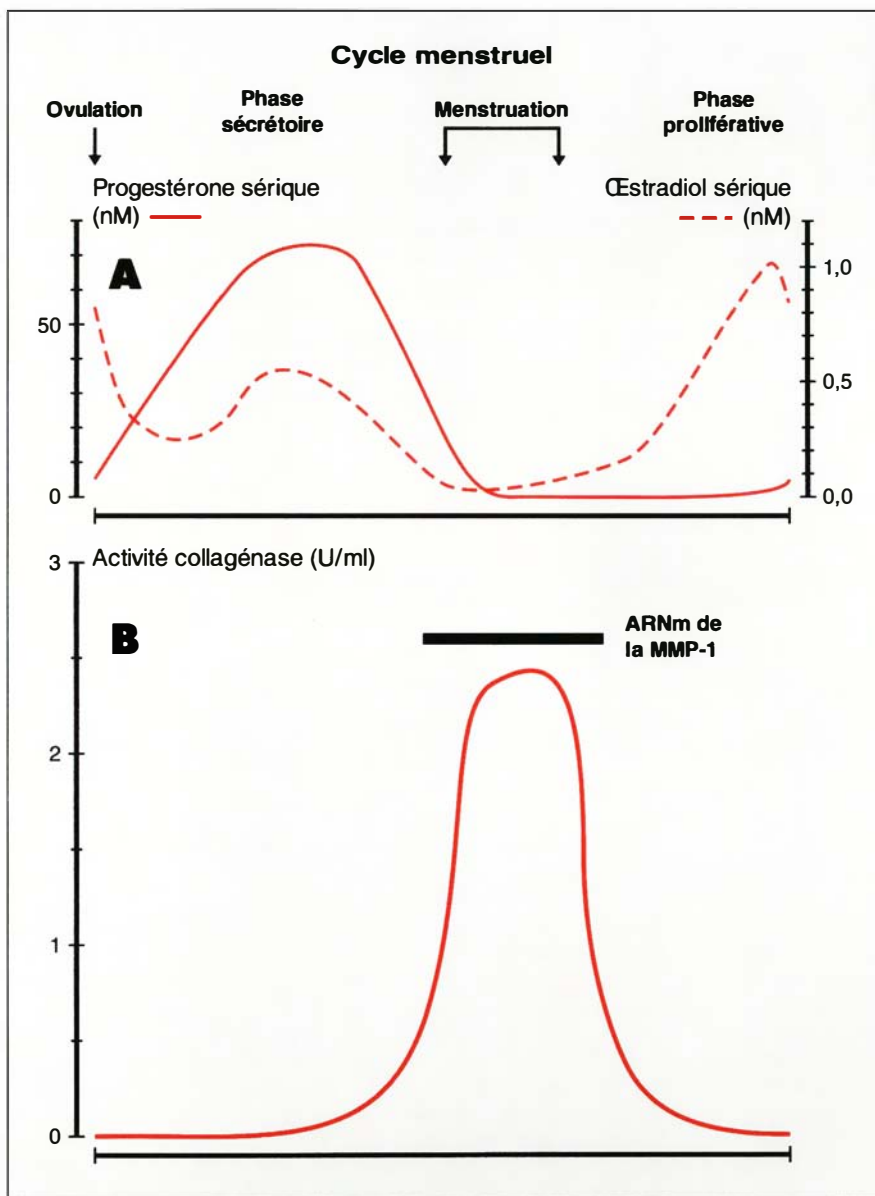 Cycle menstruel
Ovulation
Phase
sécrétoire
Menstruation
Phase
proliférative
Progestérone sérique
(nM)
Œstradiol sérique
(nM)
A
50
0
1,0
0,5
0,0
Activité collagénase (U/ml)
3
B
ARNm de
la MMP-1
2
1
0